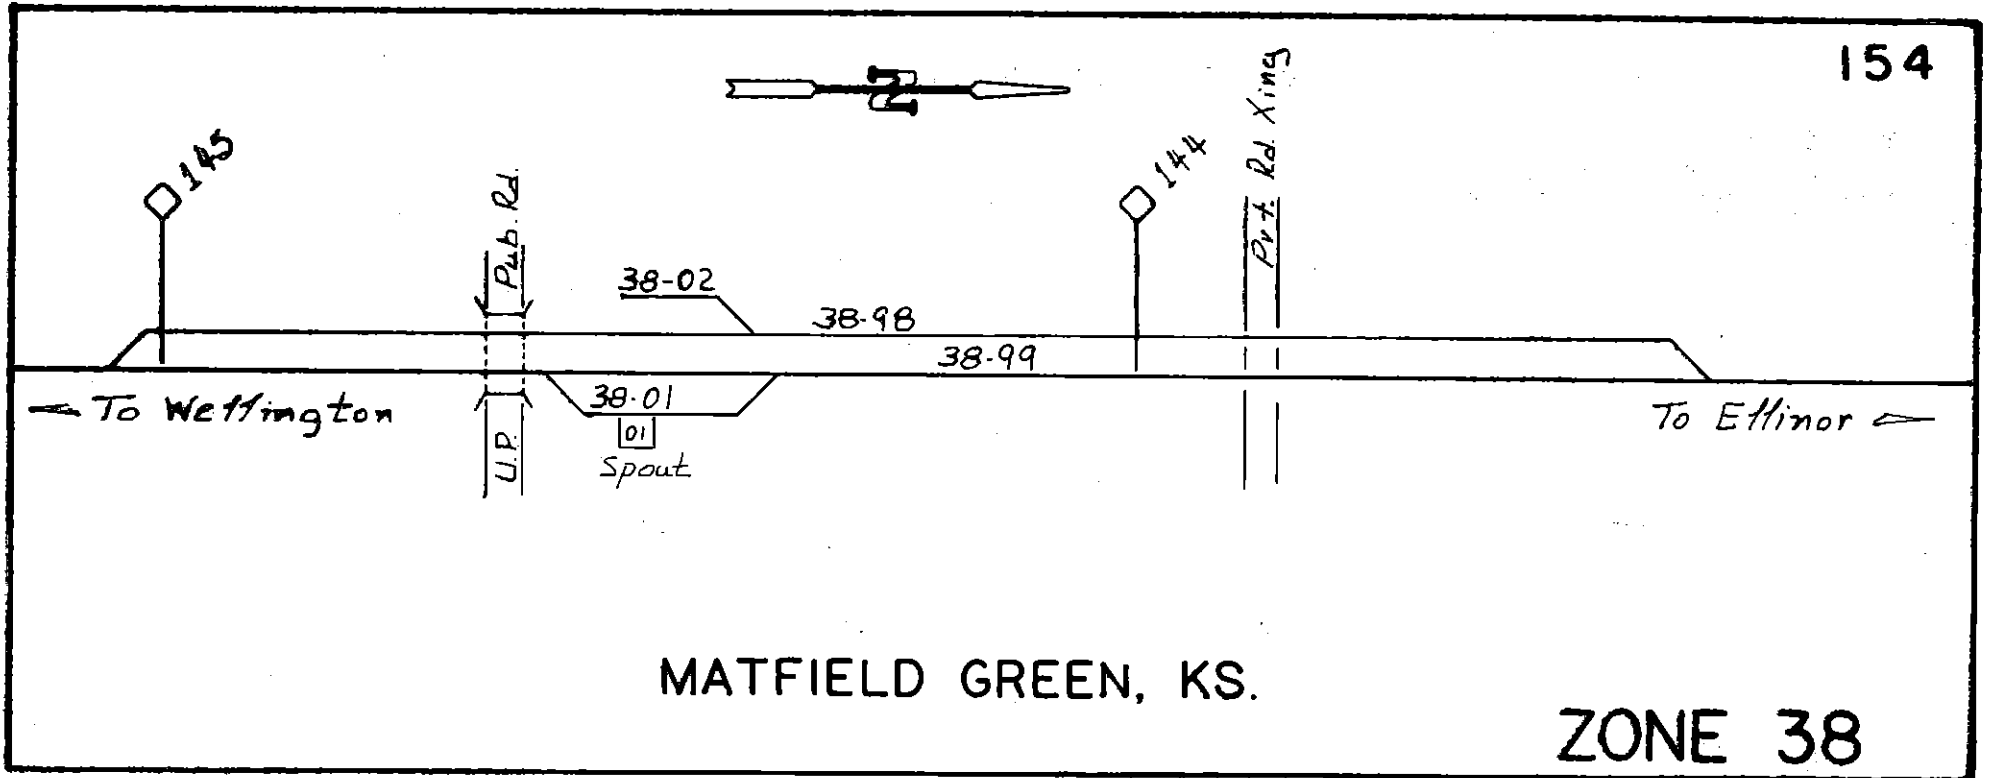 154
N
145
Pub. Rd.
144
Prt. Rd. Xing
38-02
38-98
38-99
To Wellington
38-01
01
Spout
U.P.
To Ellinor
MATFIELD GREEN, KS.
ZONE 38